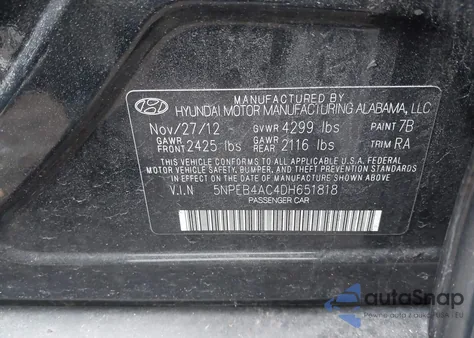 MANUFACTURED BY
HYUNDAI MOTOR MANUFACTURING ALABAMA, LLC
Nov/27/12 GVWR 4299 lbs PAINT 7B
GAWR FRONT 2425 lbs GAWR REAR 2116 lbs TRIM RA
THIS VEHICLE CONFORMS TO ALL APPLICABLE U.S.A. FEDERAL
MOTOR VEHICLE SAFETY, BUMPER, AND THEFT PREVENTION STANDARDS
IN EFFECT ON THE DATE OF MANUFACTURE SHOWN ABOVE.
V.I.N 5NPEB4AC4DH651818
PASSENGER CAR
autoSnap
Pewne auto z